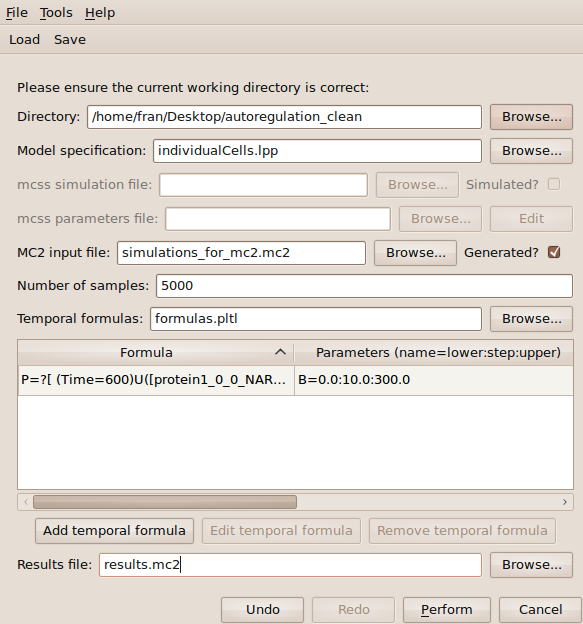 File Tools Help
Load Save
Please ensure the current working directory is correct:
Directory: /home/fran/Desktop/autoregulation_clean Browse...
Model specification: individualCells.lpp Browse...
mcss simulation file: Browse... Simulated?
mcss parameters file: Browse... Edit
MC2 input file: simulations_for_mc2.mc2 Browse... Generated?
Number of samples: 5000
Temporal formulas: formulas.pltl Browse...
Formula Parameters (name=lower:step:upper)
P=?[ (Time=600)U([protein1_0_0_NAR... B=0.0:10.0:300.0
Add temporal formula Edit temporal formula Remove temporal formula
Results file: results.mc2 Browse...
Undo Redo Perform Cancel